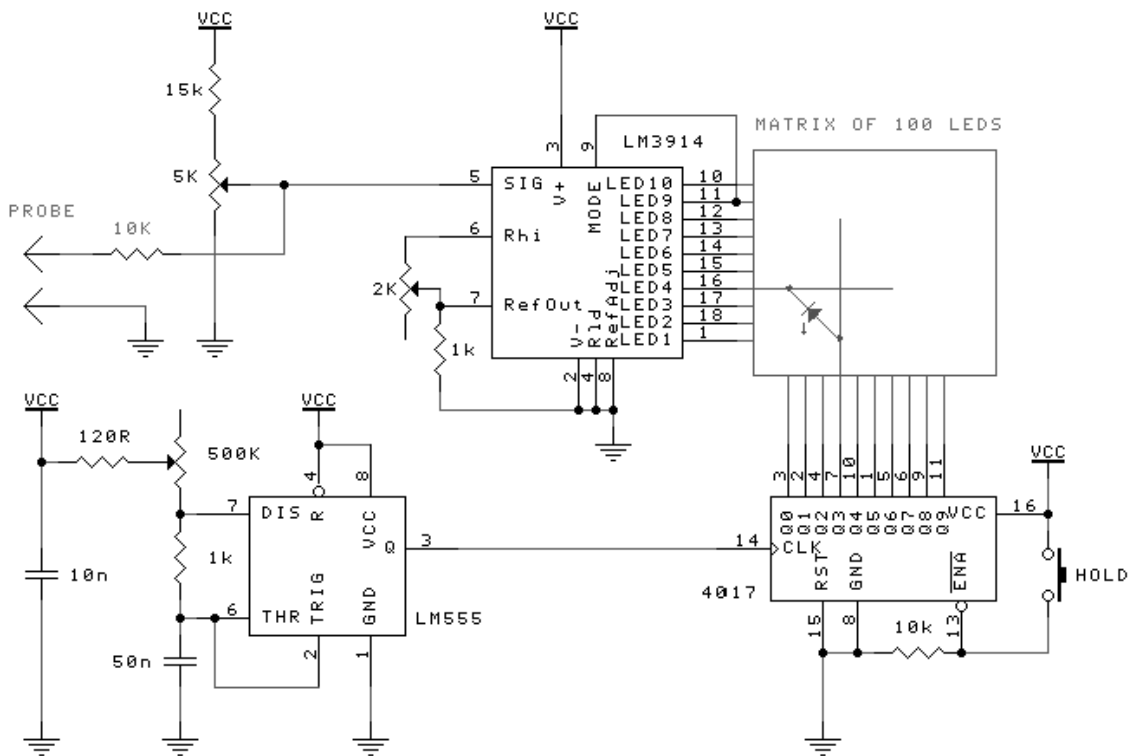 VCC
VCC
15k
5K
PROBE
10K
3
9
LM3914
MATRIX OF 100 LEDS
5
SIG
V+
MODE
LED10
10
LED9
11
LED8
12
6
Rhi
LED7
13
LED6
14
LED5
15
2K
7
RefOut
LED4
16
LED3
17
LED2
18
LED1
1
V-
Rld
RefAdj
1k
2
4
8
VCC
120R
500K
VCC
4
8
7
DIS
R
VCC
Q
3
1k
10n
6
THR
TRIG
GND
LM555
50n
2
1
3
2
4
7
10
1
5
6
9
11
VCC
Q0
Q1
Q2
Q3
Q4
Q5
Q6
Q7
Q8
Q9
VCC
16
14
CLK
RST
GND
ENA
4017
HOLD
15
8
10k
13